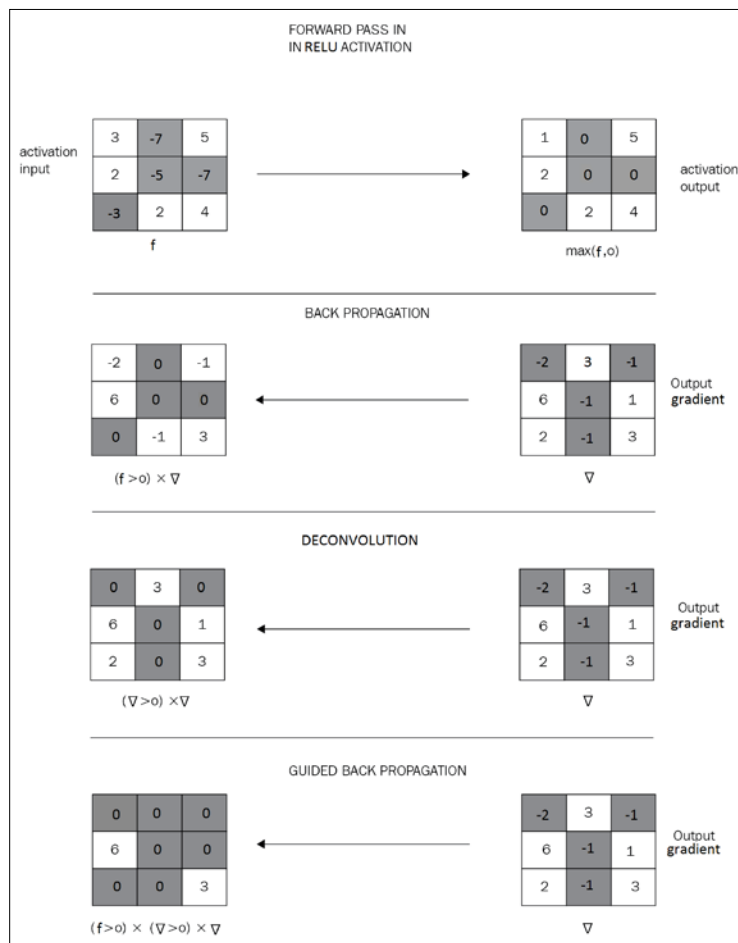 FORWARD PASS IN
IN RELU ACTIVATION
activation
input
3 -7 5
2 -5 -7
-3 2 4
f
1 0 5
2 0 0
0 2 4
max(f,o)
activation
output
BACK PROPAGATION
-2 0 -1
6 0 0
0 -1 3
(f >o) × ∇
-2 3 -1
6 -1 1
2 -1 3
∇
Output
gradient
DECONVOLUTION
0 3 0
6 0 1
2 0 3
(∇>o) ×∇
-2 3 -1
6 -1 1
2 -1 3
∇
Output
gradient
GUIDED BACK PROPAGATION
0 0 0
6 0 0
0 0 3
(f>o) × (∇>o) × ∇
-2 3 -1
6 -1 1
2 -1 3
∇
Output
gradient